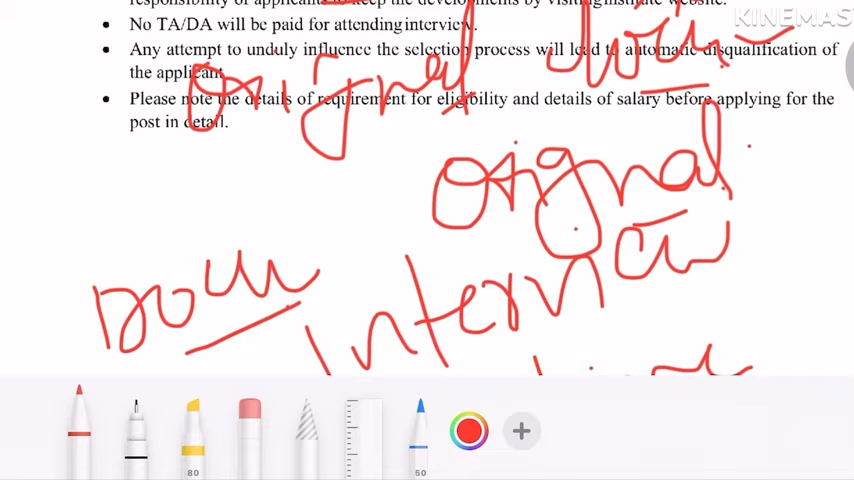 responsibility of applicants to keep the developments by visiting institute website.
KINEMAS
No TA/DA will be paid for attending interview.
Any attempt to unduly influence the selection process will lead to automatic disqualification of
the applicant
Original
Please note the details of requirement for eligibility and details of salary before applying for the
post in detail.
Original
Docu
Interview
80
50